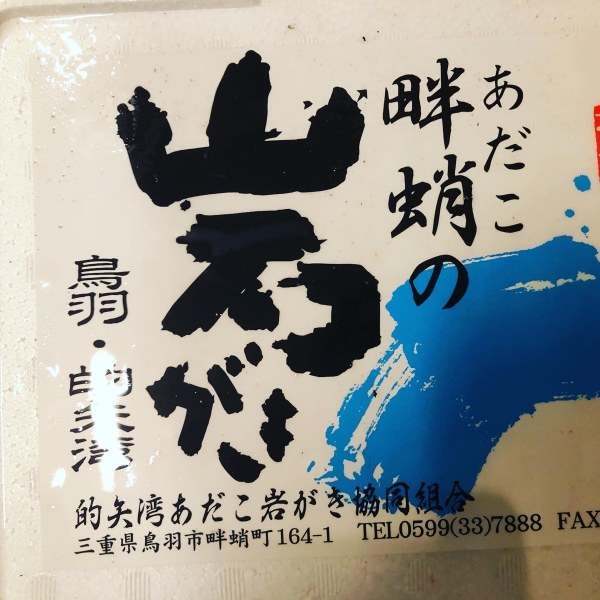 あだこ
畔蛸の
岩がき
鳥羽・的矢湾
的矢湾あだこ岩がき協同組合
三重県鳥羽市畔蛸町164-1 TEL0599(33)7888 FAX